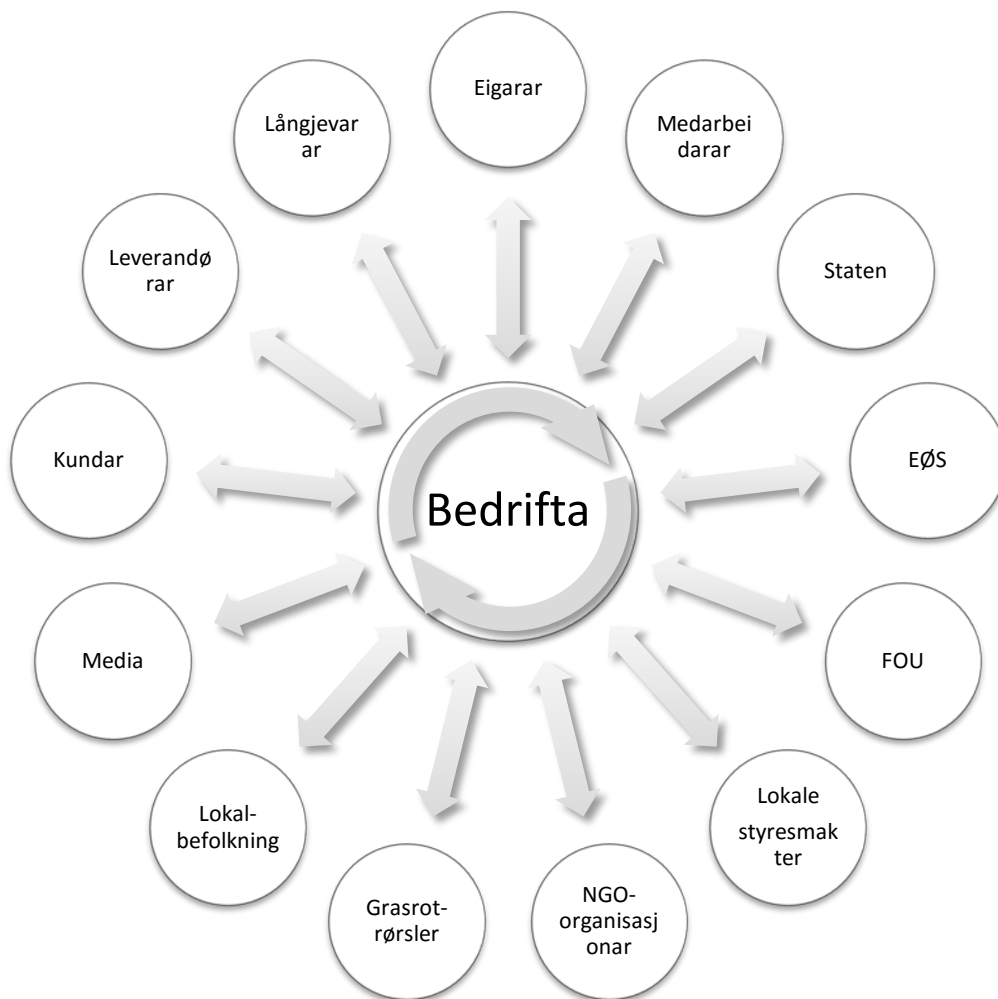 Eigarar
Medarbei
darar
Staten
EØS
FOU
Lokale
styresmak
ter
NGO-
organisasj
onar
Grasrot-
rørsler
Lokal-
befolkning
Media
Kundar
Leverandø
rar
Långjevar
ar
Bedrifta